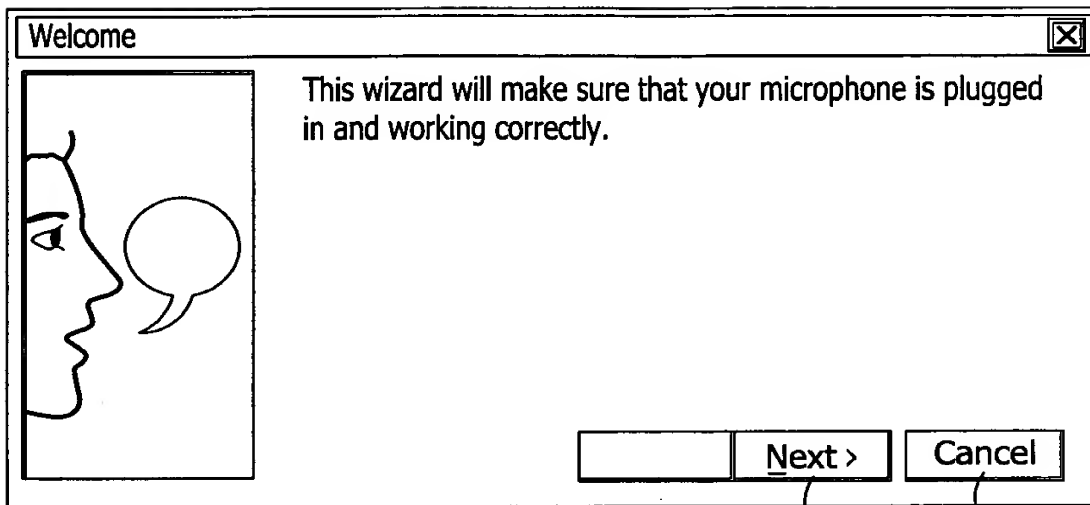 Welcome
This wizard will make sure that your microphone is plugged
in and working correctly.
Next >
Cancel